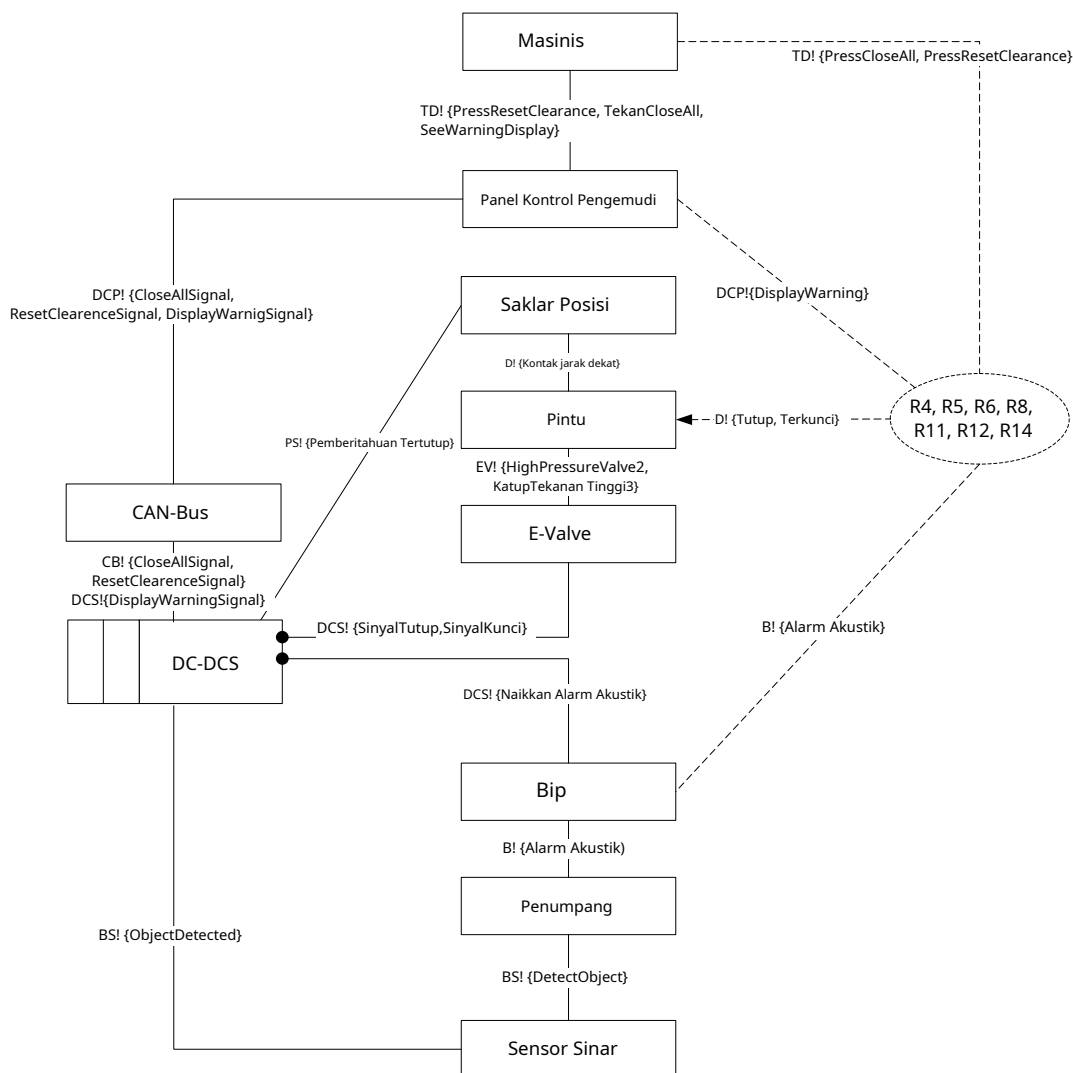 Masinis
TD! {PressCloseAll, PressResetClearance}
TD! {PressResetClearance, TekanCloseAll,
SeeWarningDisplay}
Panel Kontrol Pengemudi
DCP! {CloseAllSignal,
ResetClearenceSignal, DisplayWarnigSignal}
DCP!{DisplayWarning}
Saklar Posisi
D! {Kontak jarak dekat}
Pintu
D! {Tutup, Terkunci}
R4, R5, R6, R8,
R11, R12, R14
PS! {Pemberitahuan Tertutup}
EV! {HighPressureValve2,
KatupTekanan Tinggi3}
CAN-Bus
E-Valve
CB! {CloseAllSignal,
ResetClearenceSignal}
DCS!{DisplayWarningSignal}
DCS! {SinyalTutup,SinyalKunci}
B! {Alarm Akustik}
DC-DCS
DCS! {Naikkan Alarm Akustik}
Bip
B! {Alarm Akustik)
Penumpang
BS! {ObjectDetected}
BS! {DetectObject}
Sensor Sinar